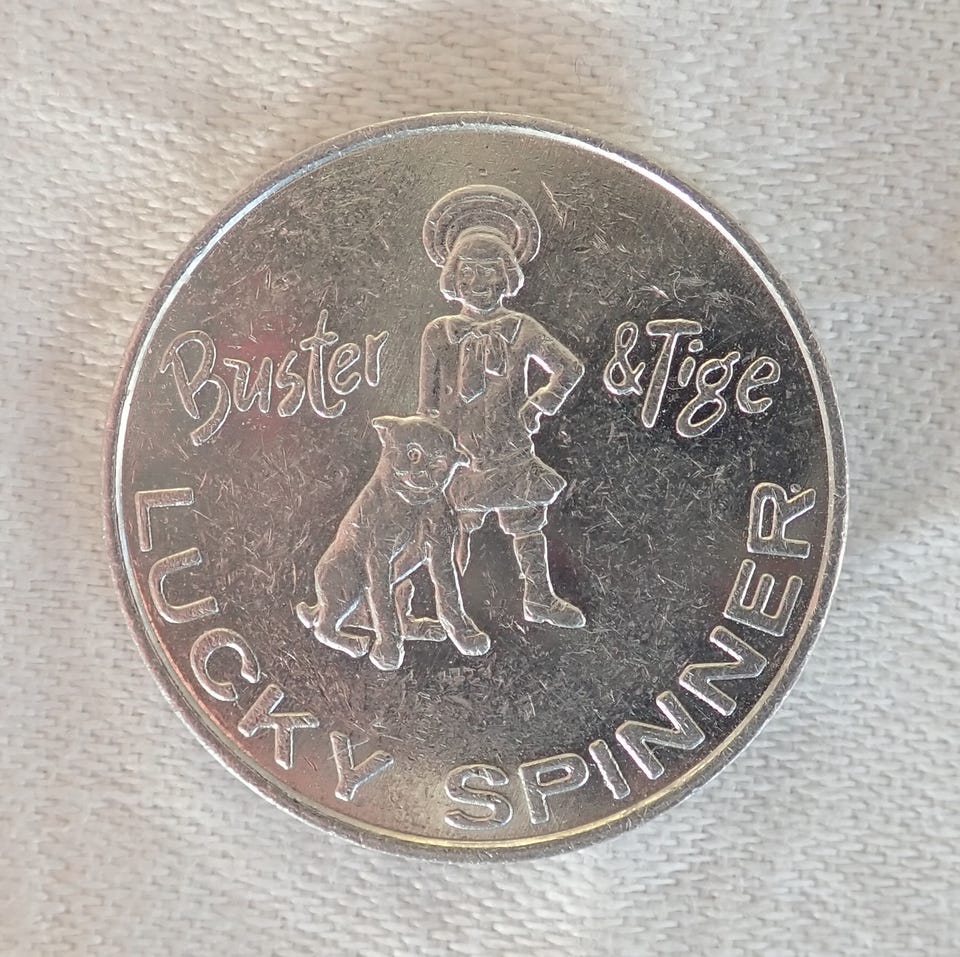 Buster & Tige
LUCKY SPINNER